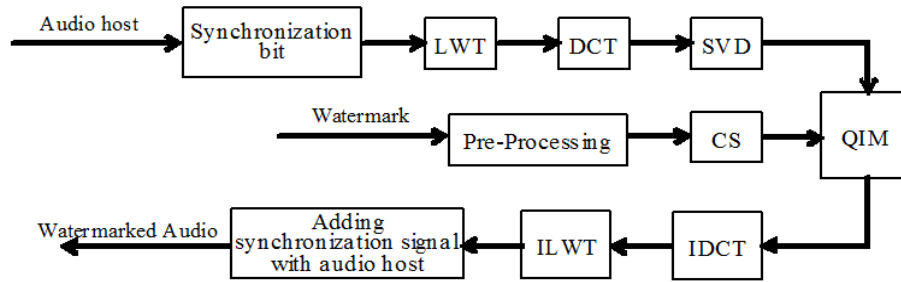 Audio host
Synchronization
bit
LWT
DCT
SVD
Watermark
Pre-Processing
CS
QIM
Watermarked Audio
Adding
synchronization signal
with audio host
ILWT
IDCT